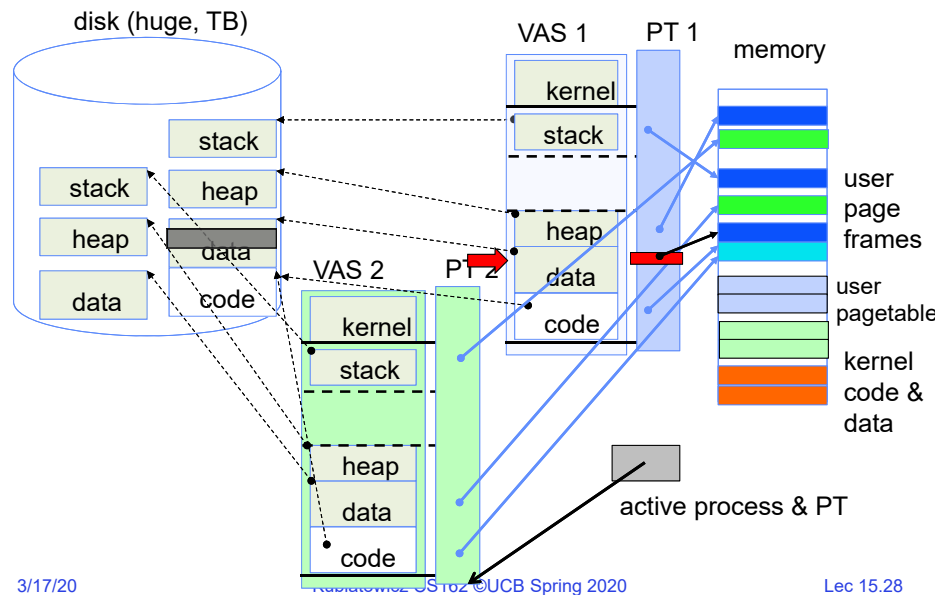 disk (huge, TB)
VAS 1
PT 1
memory
kernel
stack
stack
stack
heap
user
page
frames
heap
heap
data
data
VAS 2
PT 2
user
pagetable
data
code
code
kernel
kernel
code &
data
stack
heap
active process & PT
data
code
3/17/20
Kubiatowicz CS162 ©UCB Spring 2020
Lec 15.28